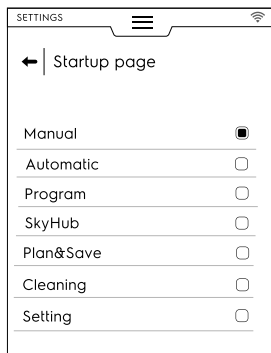 SETTINGS
Startup page
Manual
Automatic
Program
SkyHub
Plan&Save
Cleaning
Setting